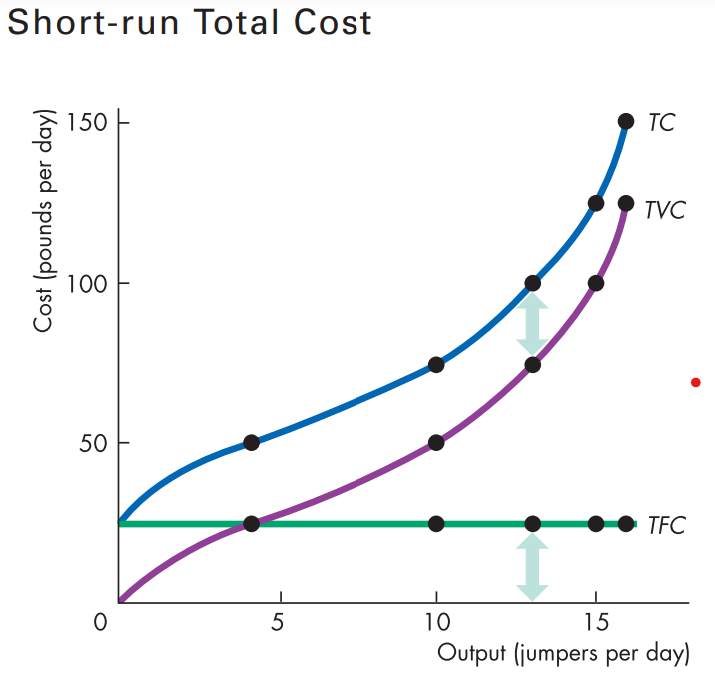 Short-run Total Cost
Cost (pounds per day)
150
100
50
0
TC
TVC
TFC
5
10
15
Output (jumpers per day)